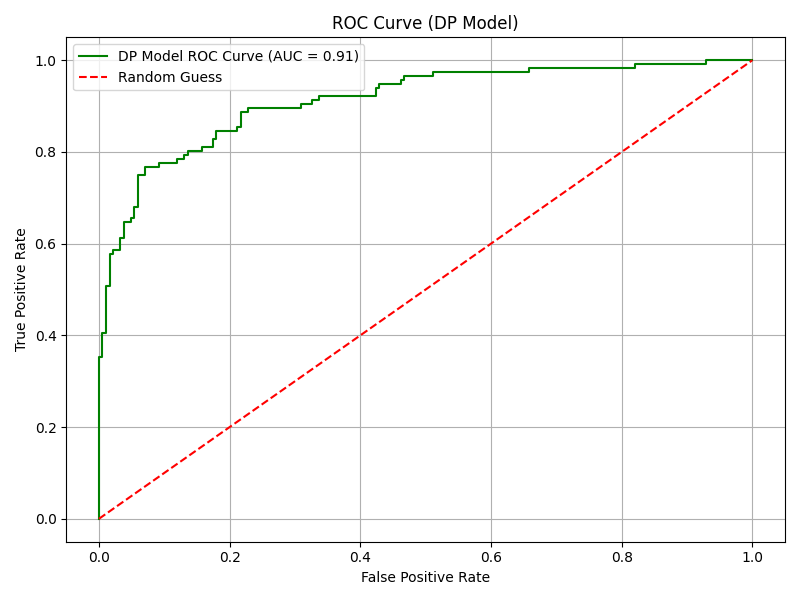 ROC Curve (DP Model)
DP Model ROC Curve (AUC = 0.91)
Random Guess
True Positive Rate
1.0
0.8
0.6
0.4
0.2
0.0
0.0 0.2 0.4 0.6 0.8 1.0
False Positive Rate